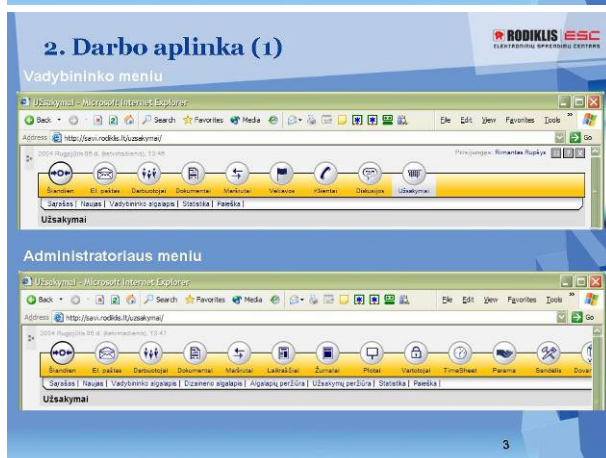 2. Darbo aplinka (1)
RODIKLIS ESC
ELEKTRONINIŲ SPRENDIMŲ CENTRAS
Vadybininko meniu
Užsakymai - Microsoft Internet Explorer
Back Search Favorites Media File Edit View Favorites Tools
Address http://savi.rodiklis.lt/uzsakymai/ Go
2004 Rugpjūtis 05 d. (ketvirtadienis), 13:46 Prisijungęs: Rimantas Rupšys
Šiandien El. paštas Darbuotojai Dokumentai Maršrutai Veliavos Klientai Diskusijos Užsakymai
Sąrašas | Naujas | Vadybininko algalapis | Statistika | Paieška |
Užsakymai
Administratoriaus meniu
Užsakymai - Microsoft Internet Explorer
Back Search Favorites Media File Edit View Favorites Tools
Address http://savi.rodiklis.lt/uzsakymai/ Go
2004 Rugpjūtis 05 d. (ketvirtadienis), 13:47
Šiandien El. paštas Darbuotojai Dokumentai Maršrutai Laikraščiai Žurnalai Plotai Vartotojai TimeSheet Parama Sandėlis Dovan
Sąrašas | Naujas | Vadybininko algalapis | Dizainerio algalapis | Algalapių peržiūra | Užsakymų peržiūra | Statistika | Paieška |
Užsakymai
3